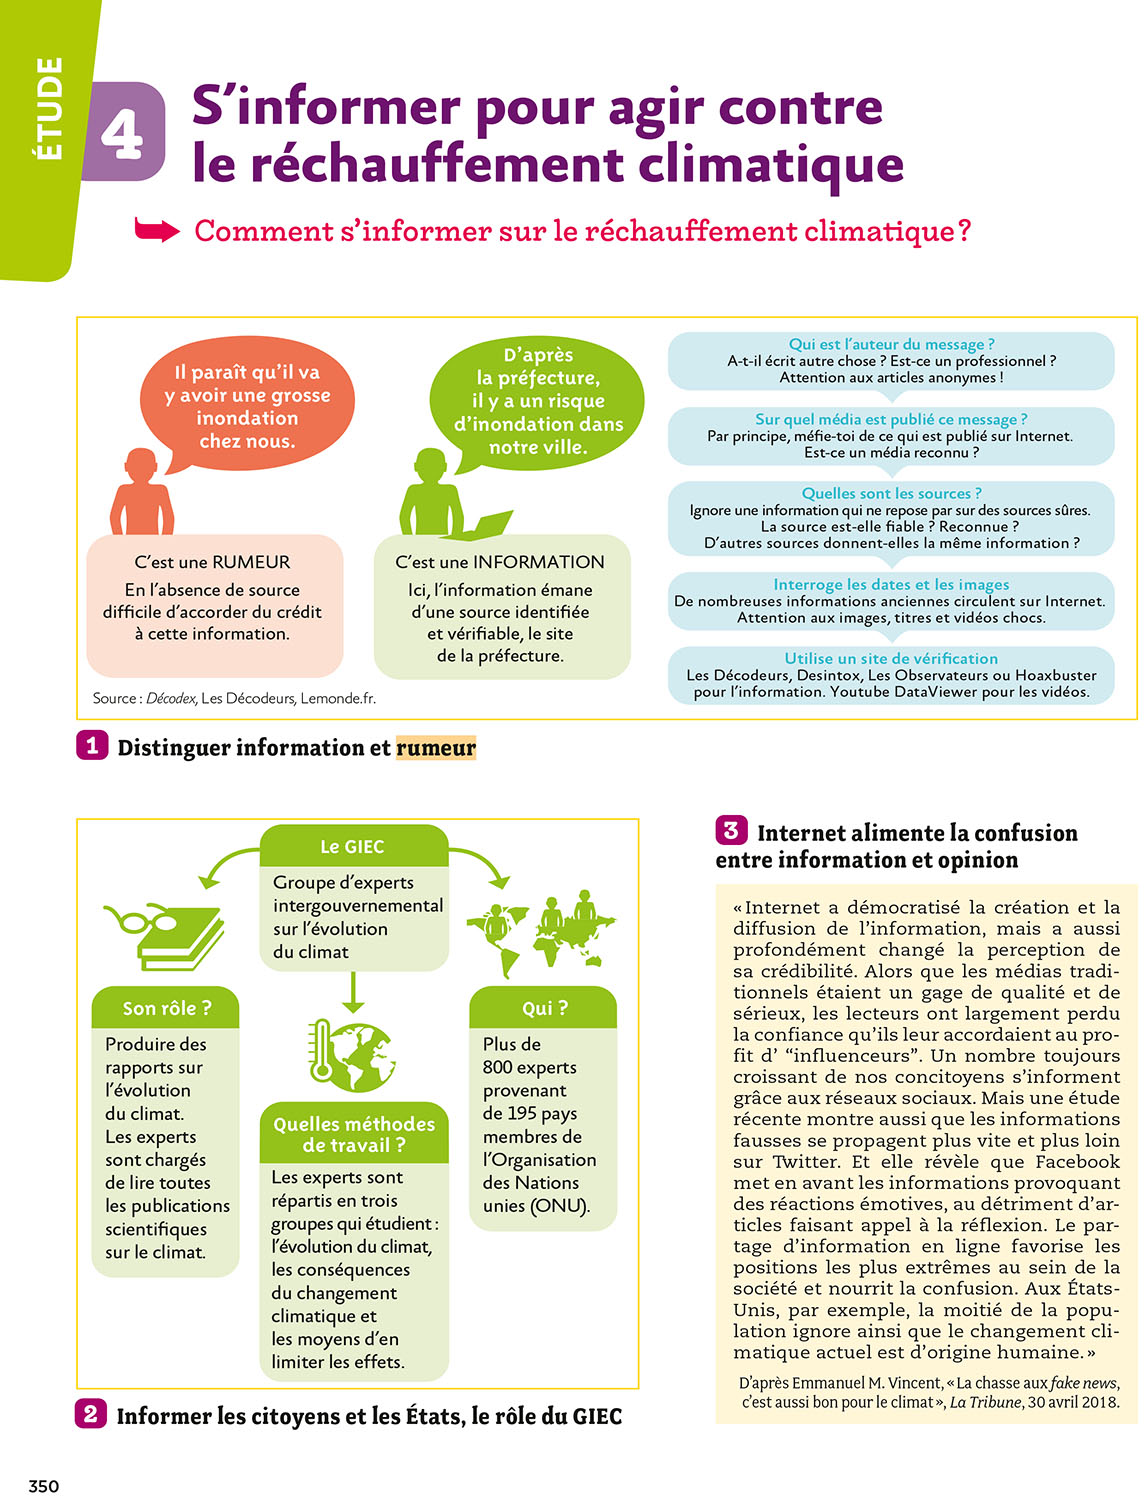 ÉTUDE
4
S'informer pour agir contre
le réchauffement climatique
Comment s'informer sur le réchauffement climatique ?
Il paraît qu'il va
y avoir une grosse
inondation
chez nous.
C'est une RUMEUR
En l'absence de source
difficile d'accorder du crédit
à cette information.
D'après
la préfecture,
il y a un risque
d'inondation dans
notre ville.
C'est une INFORMATION
Ici, l'information émane
d'une source identifiée
et vérifiable, le site
de la préfecture.
Qui est l'auteur du message ?
A-t-il écrit autre chose ? Est-ce un professionnel ?
Attention aux articles anonymes !
Sur quel média est publié ce message ?
Par principe, méfie-toi de ce qui est publié sur Internet.
Est-ce un média reconnu ?
Quelles sont les sources ?
Ignore une information qui ne repose par sur des sources sûres.
La source est-elle fiable ? Reconnue ?
D'autres sources donnent-elles la même information ?
Interroge les dates et les images
De nombreuses informations anciennes circulent sur Internet.
Attention aux images, titres et vidéos chocs.
Utilise un site de vérification
Les Décodeurs, Desintox, Les Observateurs ou Hoaxbuster
pour l'information. Youtube DataViewer pour les vidéos.
Source : Décodex, Les Décodeurs, Lemonde.fr.
1 Distinguer information et rumeur
Le GIEC
Groupe d'experts
intergouvernemental
sur l'évolution
du climat
Son rôle ?
Produire des
rapports sur
l'évolution
du climat.
Les experts
sont chargés
de lire toutes
les publications
scientifiques
sur le climat.
Quelles méthodes
de travail ?
Les experts sont
répartis en trois
groupes qui étudient :
l'évolution du climat,
les conséquences
du changement
climatique et
les moyens d'en
limiter les effets.
Qui ?
Plus de
800 experts
provenant
de 195 pays
membres de
l'Organisation
des Nations
unies (ONU).
2 Informer les citoyens et les États, le rôle du GIEC
3 Internet alimente la confusion
entre information et opinion
« Internet a démocratisé la création et la
diffusion de l'information, mais a aussi
profondément changé la perception de
sa crédibilité. Alors que les médias tradi-
tionnels étaient un gage de qualité et de
sérieux, les lecteurs ont largement perdu
la confiance qu'ils leur accordaient au pro-
fit d' “influenceurs”. Un nombre toujours
croissant de nos concitoyens s'informent
grâce aux réseaux sociaux. Mais une étude
récente montre aussi que les informations
fausses se propagent plus vite et plus loin
sur Twitter. Et elle révèle que Facebook
met en avant les informations provoquant
des réactions émotives, au détriment d'ar-
ticles faisant appel à la réflexion. Le par-
tage d'information en ligne favorise les
positions les plus extrêmes au sein de la
société et nourrit la confusion. Aux États-
Unis, par exemple, la moitié de la popu-
lation ignore ainsi que le changement cli-
matique actuel est d'origine humaine. »
D'après Emmanuel M. Vincent, « La chasse aux fake news,
c'est aussi bon pour le climat », La Tribune, 30 avril 2018.
350